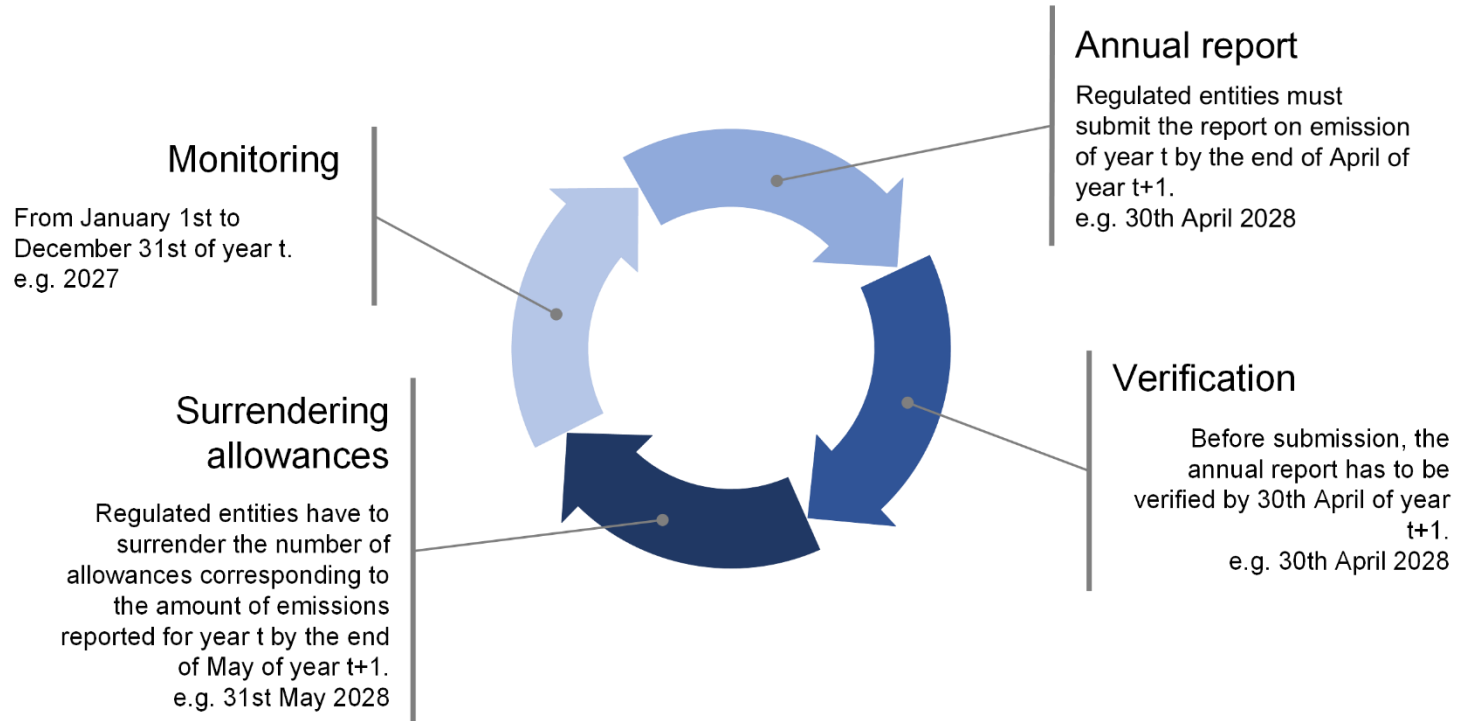 Monitoring
From January 1st to
December 31st of year t.
e.g. 2027
Annual report
Regulated entities must
submit the report on emission
of year t by the end of April of
year t+1.
e.g. 30th April 2028
Verification
Before submission, the
annual report has to be
verified by 30th April of year
t+1.
e.g. 30th April 2028
Surrendering
allowances
Regulated entities have to
surrender the number of
allowances corresponding to
the amount of emissions
reported for year t by the end
of May of year t+1.
e.g. 31st May 2028